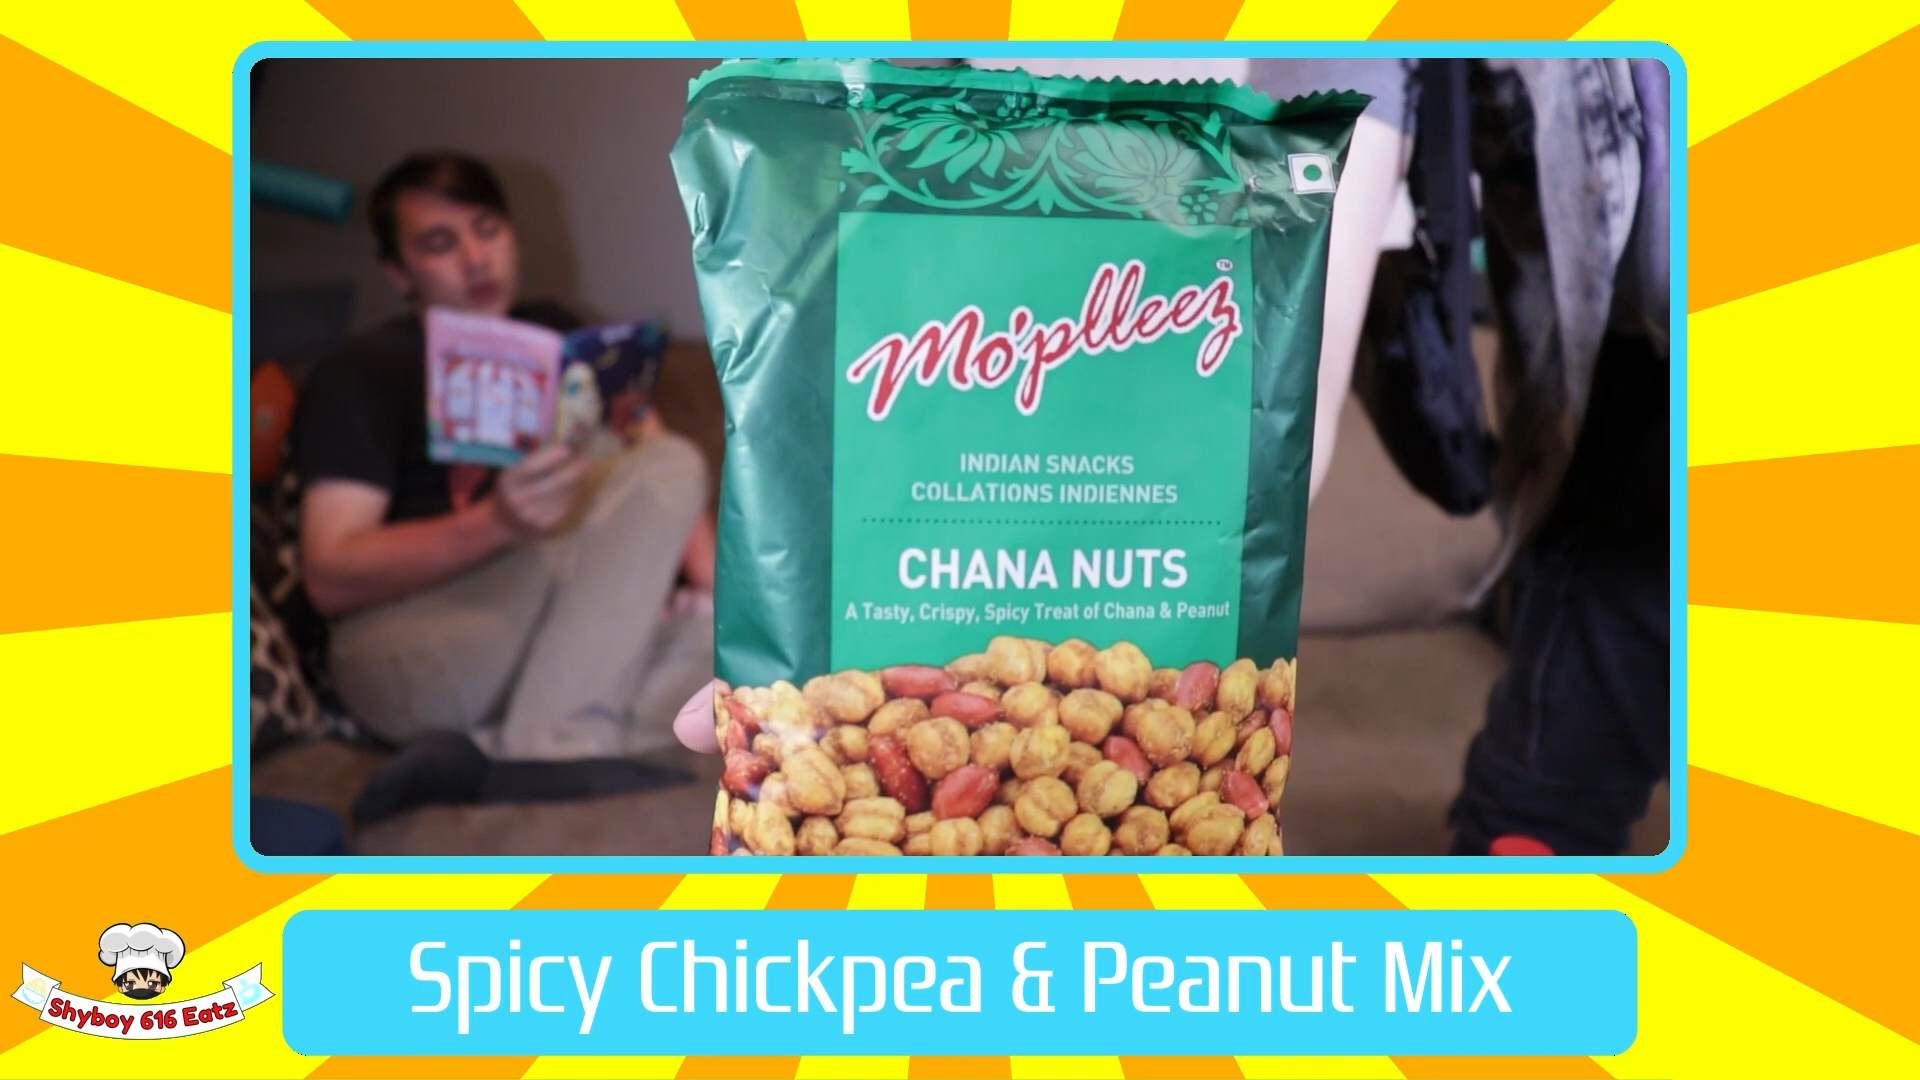 Mo'plleez™
INDIAN SNACKS
COLLATIONS INDIENNES
CHANA NUTS
A Tasty, Crispy, Spicy Treat of Chana & Peanut
Shyboy 616 Eatz
Spicy Chickpea & Peanut Mix